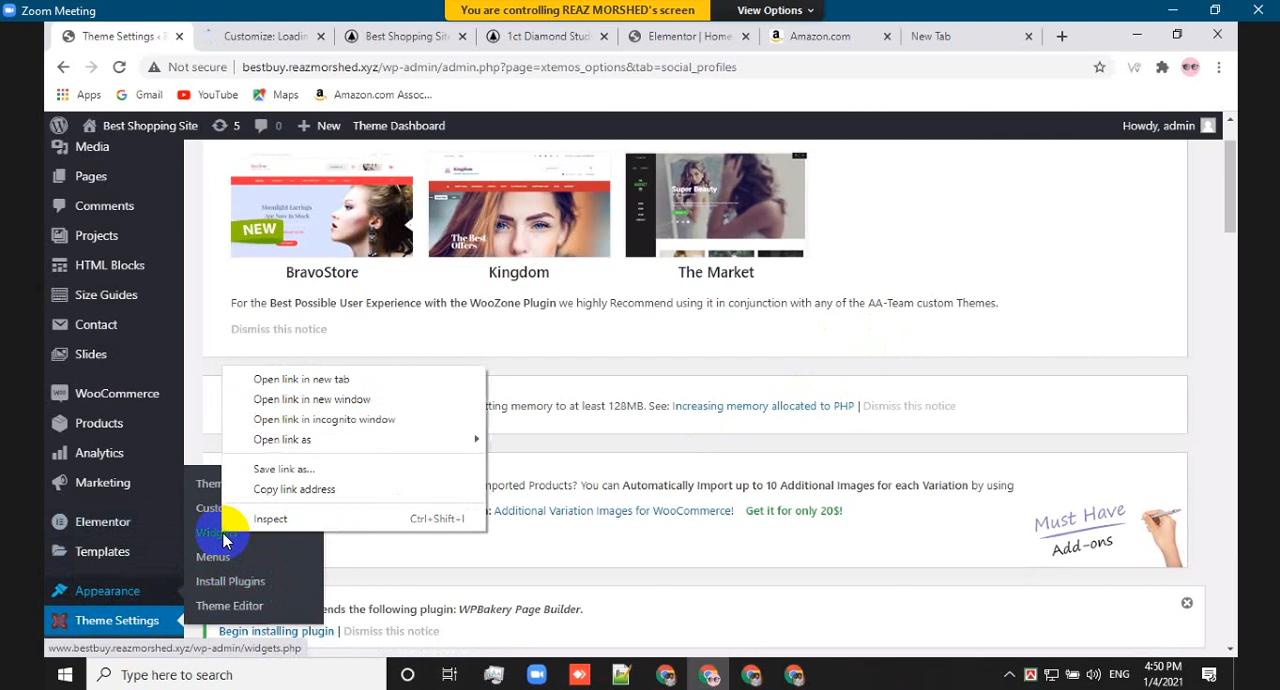 Zoom Meeting
You are controlling REAZ MORSHED's screen
View Options
Theme Settings ‹ B
Customize: Loadin
Best Shopping Site
1ct Diamond Stud
Elementor | Home
Amazon.com
New Tab
Not secure
bestbuy.reazmorshed.xyz/wp-admin/admin.php?page=xtemos_options&tab=social_profiles
Apps
Gmail
YouTube
Maps
Amazon.com Assoc...
Best Shopping Site
5
0
New
Theme Dashboard
Howdy, admin
Media
Pages
Comments
Projects
HTML Blocks
Size Guides
Contact
Slides
WooCommerce
Products
Analytics
Marketing
Elementor
Templates
Appearance
Theme Settings
NEW
Kingdom
The Best
Offers
Super Beauty
BravoStore
Kingdom
The Market
For the Best Possible User Experience with the WooZone Plugin we highly Recommend using it in conjunction with any of the AA-Team custom Themes.
Dismiss this notice
Open link in new tab
Open link in new window
Open link in incognito window
Open link as
Save link as...
Copy link address
Inspect
Ctrl+Shift+I
Them
Custo
Widgets
Menus
Install Plugins
Theme Editor
tting memory to at least 128MB. See: Increasing memory allocated to PHP | Dismiss this notice
mported Products? You can Automatically Import up to 10 Additional Images for each Variation by using
n: Additional Variation Images for WooCommerce! Get it for only 20$!
Must Have
Add-ons
ends the following plugin: WPBakery Page Builder.
Begin installing plugin | Dismiss this notice
www.bestbuy.reazmorshed.xyz/wp-admin/widgets.php
Type here to search
ENG
4:50 PM
1/4/2021